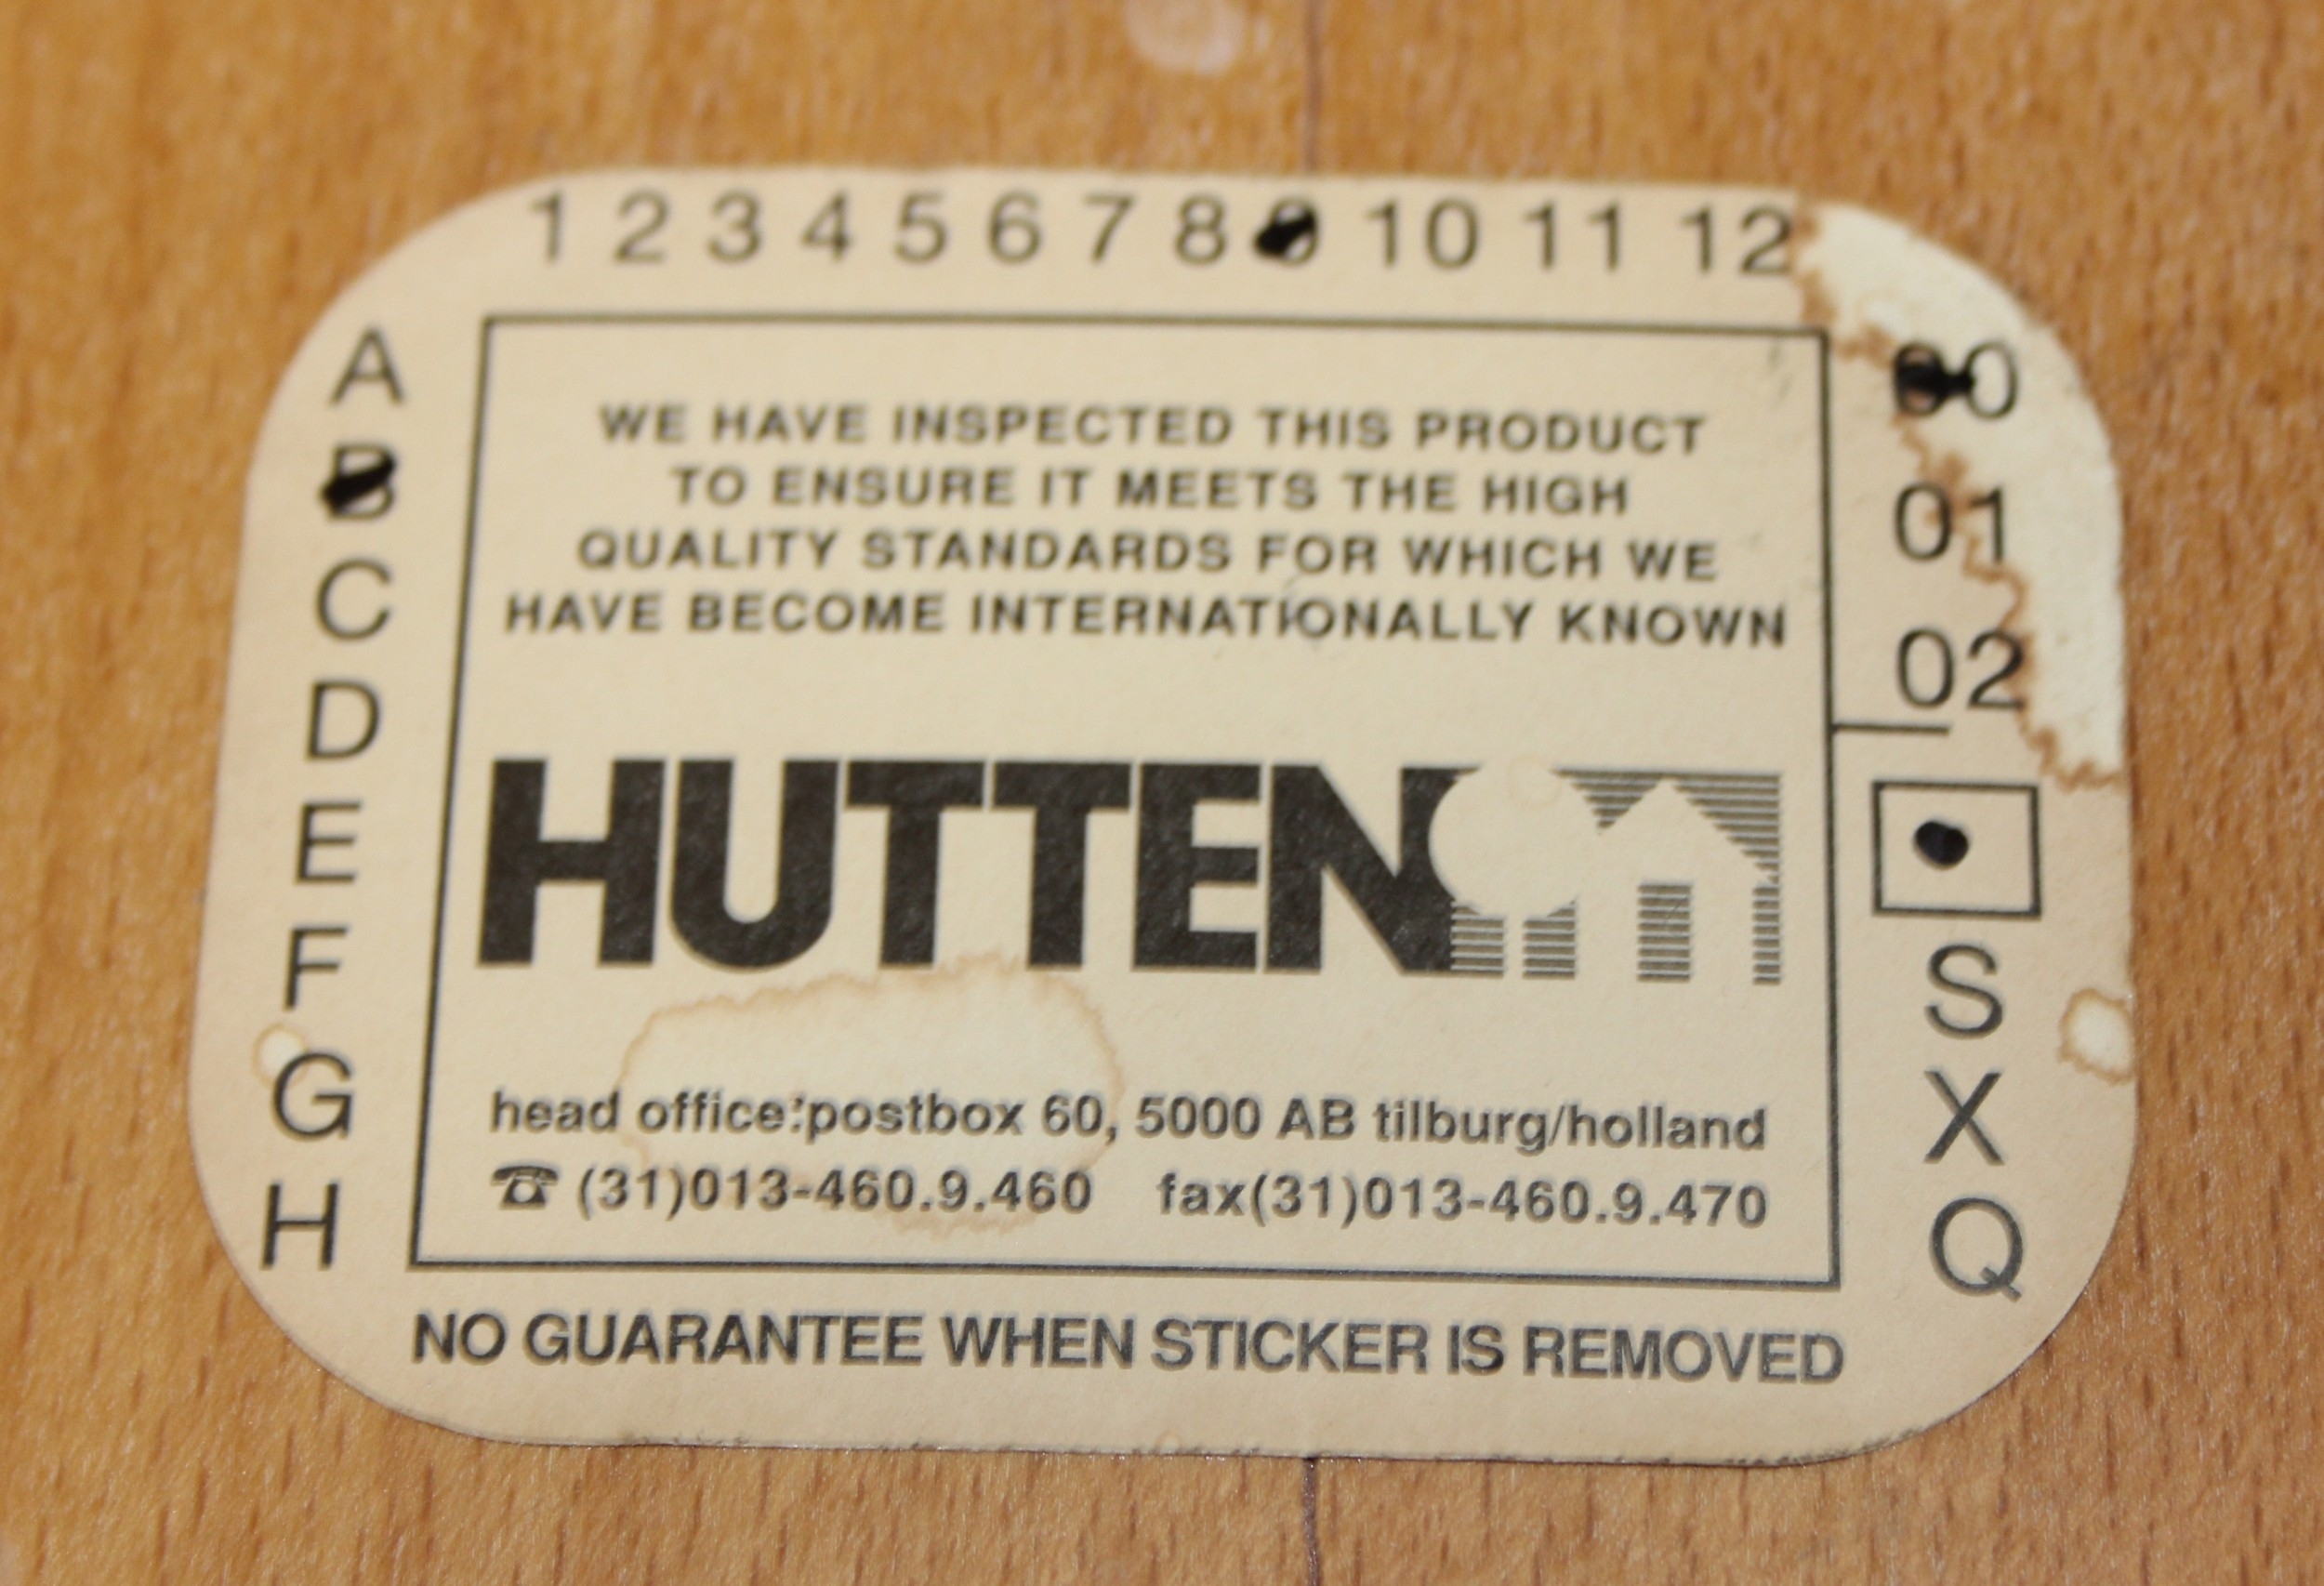 1 2 3 4 5 6 7 8 9 10 11 12
A
B
C
D
E
F
G
H
WE HAVE INSPECTED THIS PRODUCT
TO ENSURE IT MEETS THE HIGH
QUALITY STANDARDS FOR WHICH WE
HAVE BECOME INTERNATIONALLY KNOWN
HUTTEN
head office:postbox 60, 5000 AB tilburg/holland
☎ (31)013-460.9.460 fax(31)013-460.9.470
00
01
02
S
X
Q
NO GUARANTEE WHEN STICKER IS REMOVED